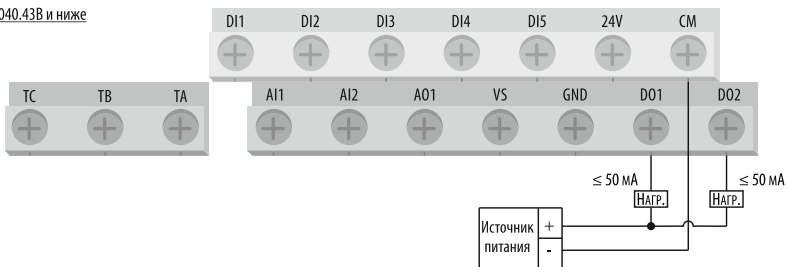 040.43В и ниже
DI1 DI2 DI3 DI4 DI5 24V CM
TC TB TA AI1 AI2 AO1 VS GND DO1 DO2
≤ 50 мА ≤ 50 мА
НАГР. НАГР.
Источник +
питания -